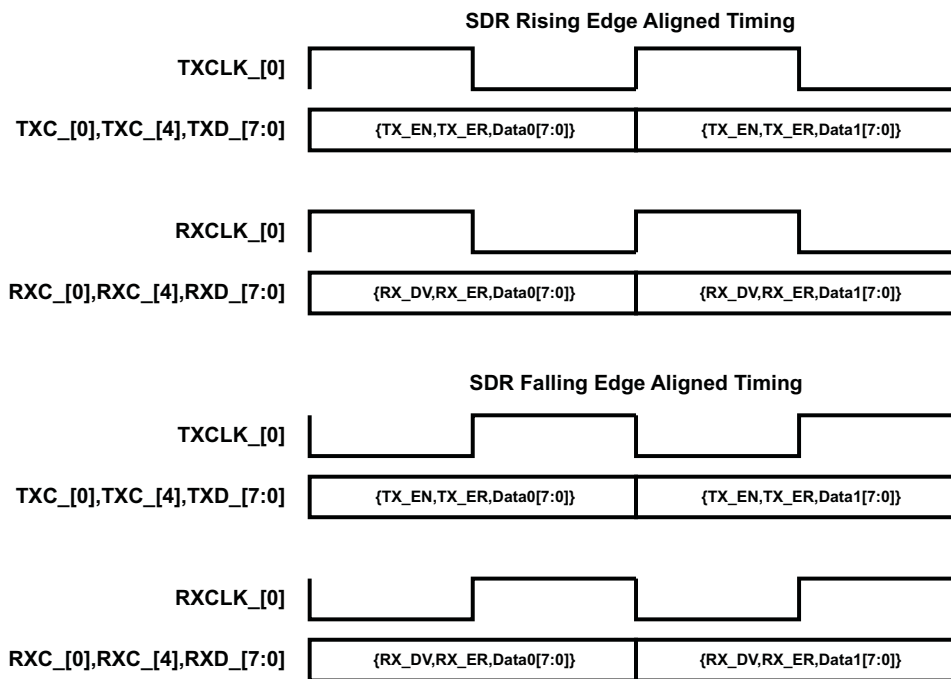 SDR Rising Edge Aligned Timing
TXCLK_[0]
TXC_[0],TXC_[4],TXD_[7:0] {TX_EN,TX_ER,Data0[7:0]} {TX_EN,TX_ER,Data1[7:0]}
RXCLK_[0]
RXC_[0],RXC_[4],RXD_[7:0] {RX_DV,RX_ER,Data0[7:0]} {RX_DV,RX_ER,Data1[7:0]}
SDR Falling Edge Aligned Timing
TXCLK_[0]
TXC_[0],TXC_[4],TXD_[7:0] {TX_EN,TX_ER,Data0[7:0]} {TX_EN,TX_ER,Data1[7:0]}
RXCLK_[0]
RXC_[0],RXC_[4],RXD_[7:0] {RX_DV,RX_ER,Data0[7:0]} {RX_DV,RX_ER,Data1[7:0]}